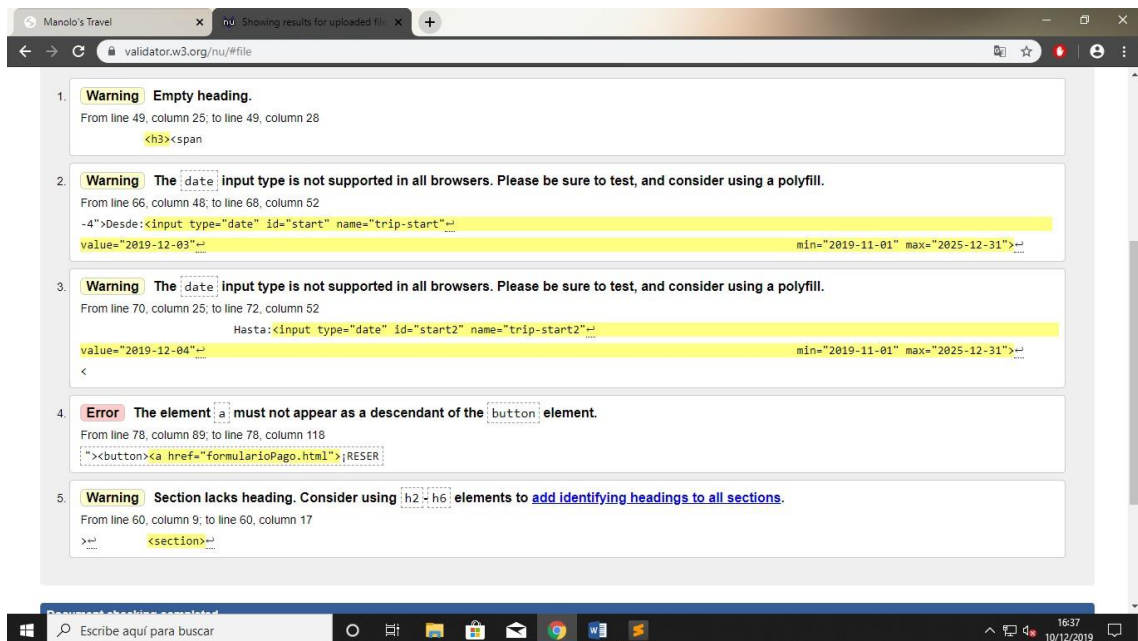 Manolo's Travel
Showing results for uploaded file
validator.w3.org/nu/#file
1. Warning Empty heading.
From line 49, column 25; to line 49, column 28
<h3><span
2. Warning The date input type is not supported in all browsers. Please be sure to test, and consider using a polyfill.
From line 66, column 48; to line 68, column 52
-4">Desde:<input type="date" id="start" name="trip-start"↩
value="2019-12-03"↩ min="2019-11-01" max="2025-12-31">↩
3. Warning The date input type is not supported in all browsers. Please be sure to test, and consider using a polyfill.
From line 70, column 25; to line 72, column 52
Hasta:<input type="date" id="start2" name="trip-start2"↩
value="2019-12-04"↩ min="2019-11-01" max="2025-12-31">↩
<
4. Error The element a must not appear as a descendant of the button element.
From line 78, column 89; to line 78, column 118
"><button><a href="formularioPago.html">¡RESER
5. Warning Section lacks heading. Consider using h2-h6 elements to add identifying headings to all sections.
From line 60, column 9; to line 60, column 17
>↩ <section>↩
Document checking completed.
Escribe aquí para buscar
16:37
10/12/2019